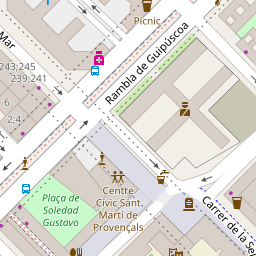 Picnic
Mar
Rambla de Guipúscoa
243;245
239;241
6
2;4
Centre
Cívic Sant
Martí de
Provençals
Plaça de
Soledad
Gustavo
Carrer de la Se